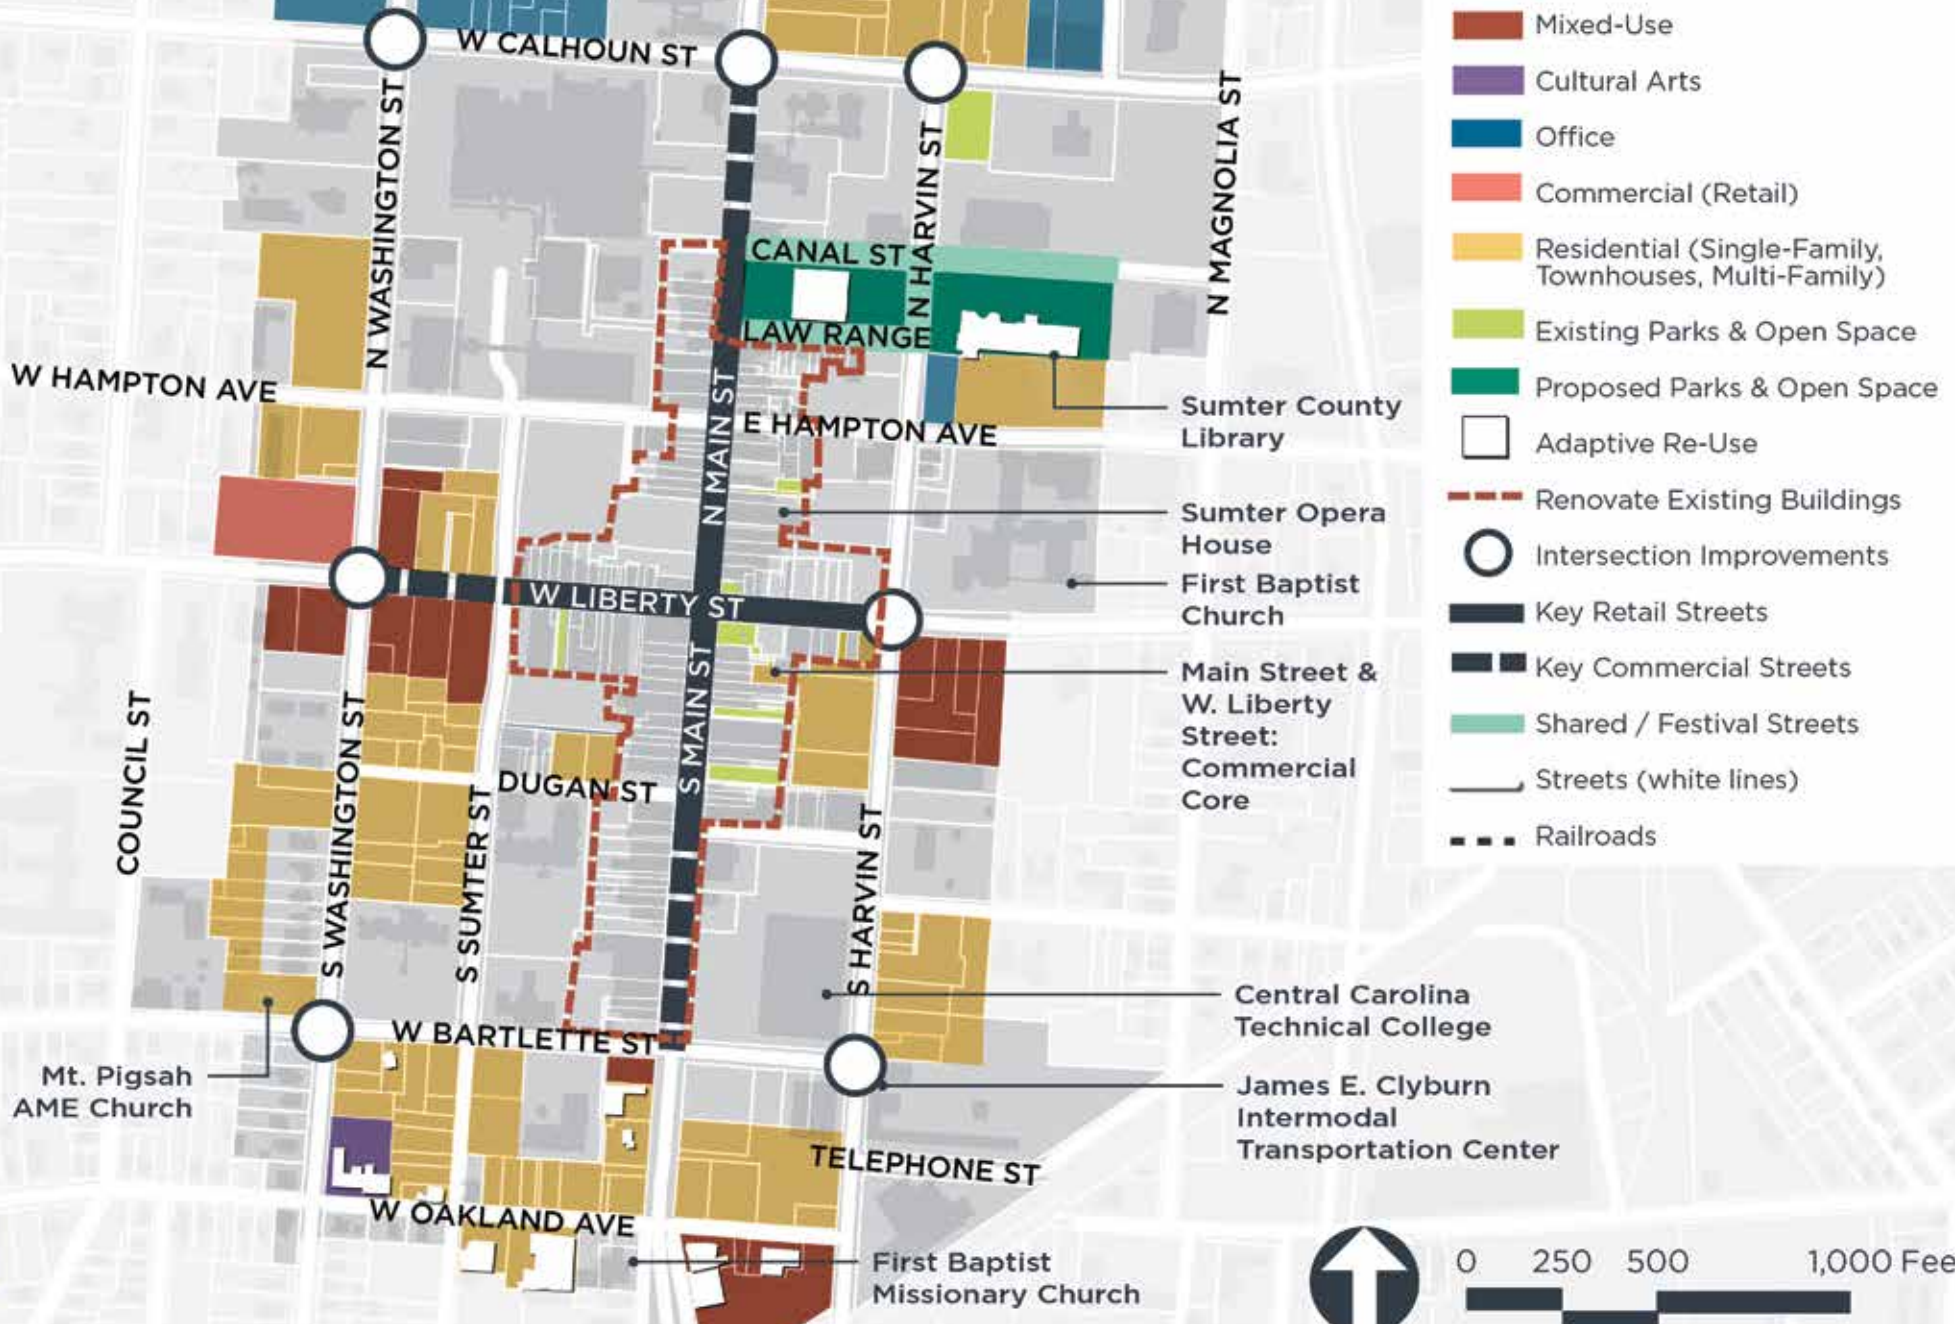 W CALHOUN ST
N WASHINGTON ST
N HARVIN ST
N MAGNOLIA ST
CANAL ST
LAW RANGE
W HAMPTON AVE
E HAMPTON AVE
N MAIN ST
W LIBERTY ST
S MAIN ST
COUNCIL ST
S WASHINGTON ST
S SUMTER ST
DUGAN ST
S HARVIN ST
W BARTLETTE ST
TELEPHONE ST
W OAKLAND AVE
Sumter County
Library
Sumter Opera
House
First Baptist
Church
Main Street &
W. Liberty
Street:
Commercial
Core
Central Carolina
Technical College
James E. Clyburn
Intermodal
Transportation Center
Mt. Pigsah
AME Church
First Baptist
Missionary Church
Mixed-Use
Cultural Arts
Office
Commercial (Retail)
Residential (Single-Family,
Townhouses, Multi-Family)
Existing Parks & Open Space
Proposed Parks & Open Space
Adaptive Re-Use
Renovate Existing Buildings
Intersection Improvements
Key Retail Streets
Key Commercial Streets
Shared / Festival Streets
Streets (white lines)
Railroads
0 250 500 1,000 Fee